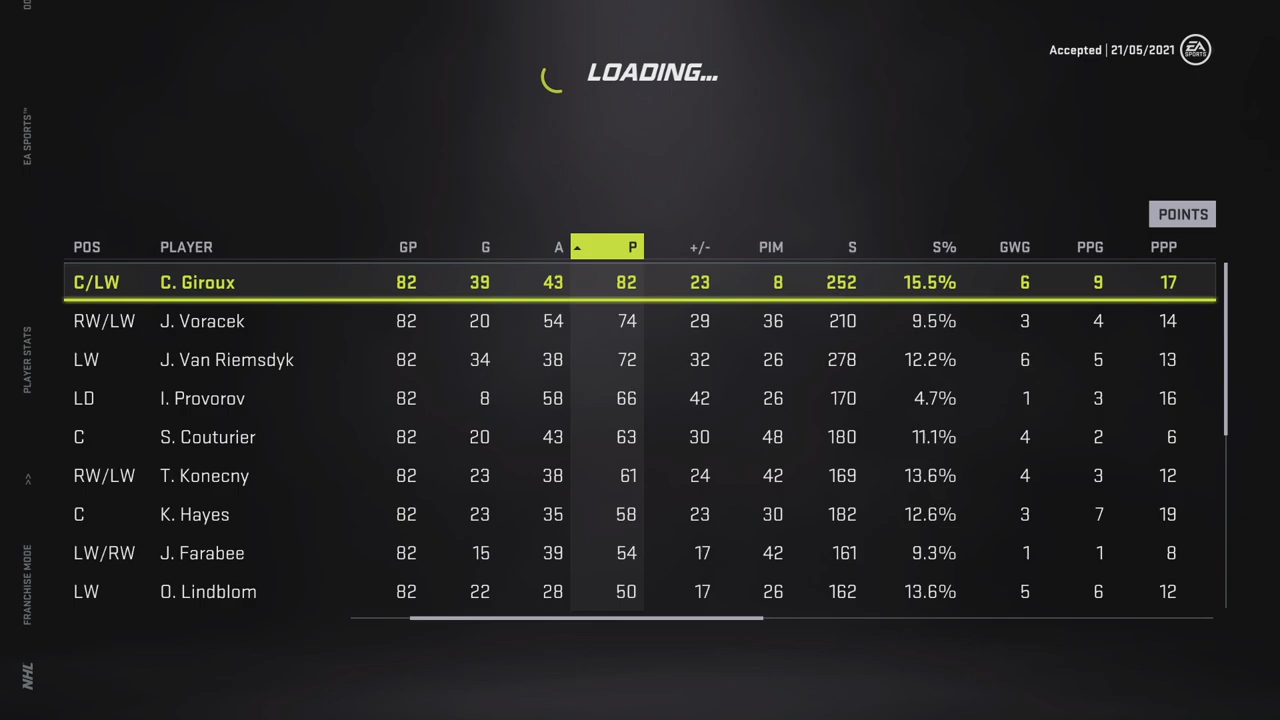 LOADING...
Accepted | 21/05/2021
EA SPORTS
POINTS
POS PLAYER GP G A P +/- PIM S S% GWG PPG PPP
C/LW C. Giroux 82 39 43 82 23 8 252 15.5% 6 9 17
RW/LW J. Voracek 82 20 54 74 29 36 210 9.5% 3 4 14
LW J. Van Riemsdyk 82 34 38 72 32 26 278 12.2% 6 5 13
LD I. Provorov 82 8 58 66 42 26 170 4.7% 1 3 16
C S. Couturier 82 20 43 63 30 48 180 11.1% 4 2 6
RW/LW T. Konecny 82 23 38 61 24 42 169 13.6% 4 3 12
C K. Hayes 82 23 35 58 23 30 182 12.6% 3 7 19
LW/RW J. Farabee 82 15 39 54 17 42 161 9.3% 1 1 8
LW O. Lindblom 82 22 28 50 17 26 162 13.6% 5 6 12
NHL FRANCHISE MODE >> PLAYER STATS EA SPORTS™